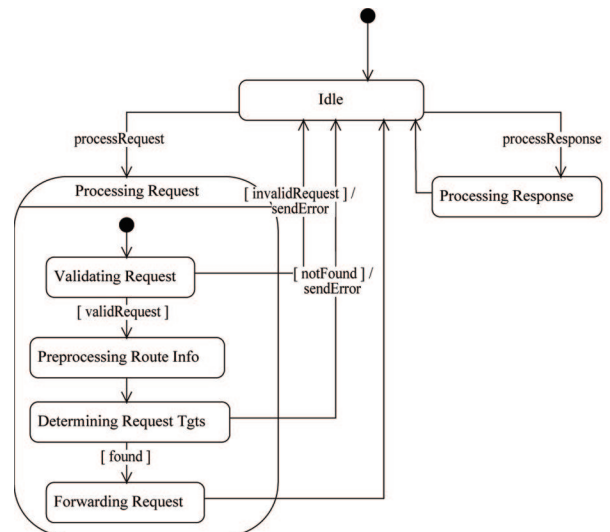 Idle
processRequest
processResponse
Processing Request
[ invalidRequest ] /
sendError
Processing Response
Validating Request
[ notFound ] /
sendError
[ validRequest ]
Preprocessing Route Info
Determining Request Tgts
[ found ]
Forwarding Request